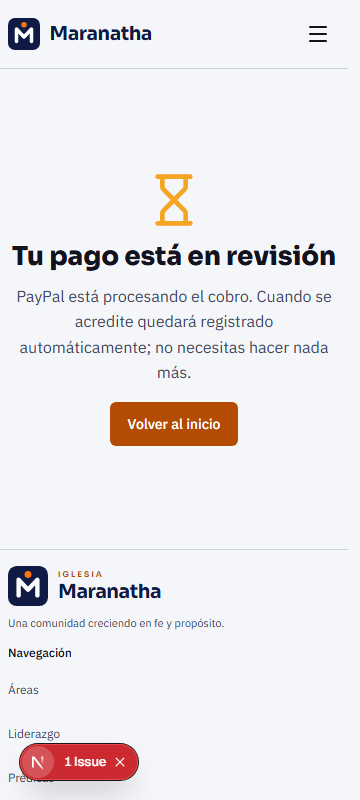 Maranatha
Tu pago está en revisión
PayPal está procesando el cobro. Cuando se
acredite quedará registrado
automáticamente; no necesitas hacer nada
más.
Volver al inicio
IGLESIA
Maranatha
Una comunidad creciendo en fe y propósito.
Navegación
Áreas
Liderazgo
N 1 Issue